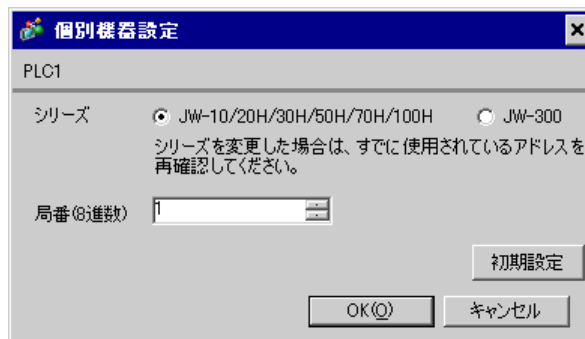 個別機器設定
PLC1
シリーズ JW-10/20H/30H/50H/70H/100H JW-300
シリーズを変更した場合は、すでに使用されているアドレスを
再確認してください。
局番(8進数) 1
初期設定
OK(O) キャンセル